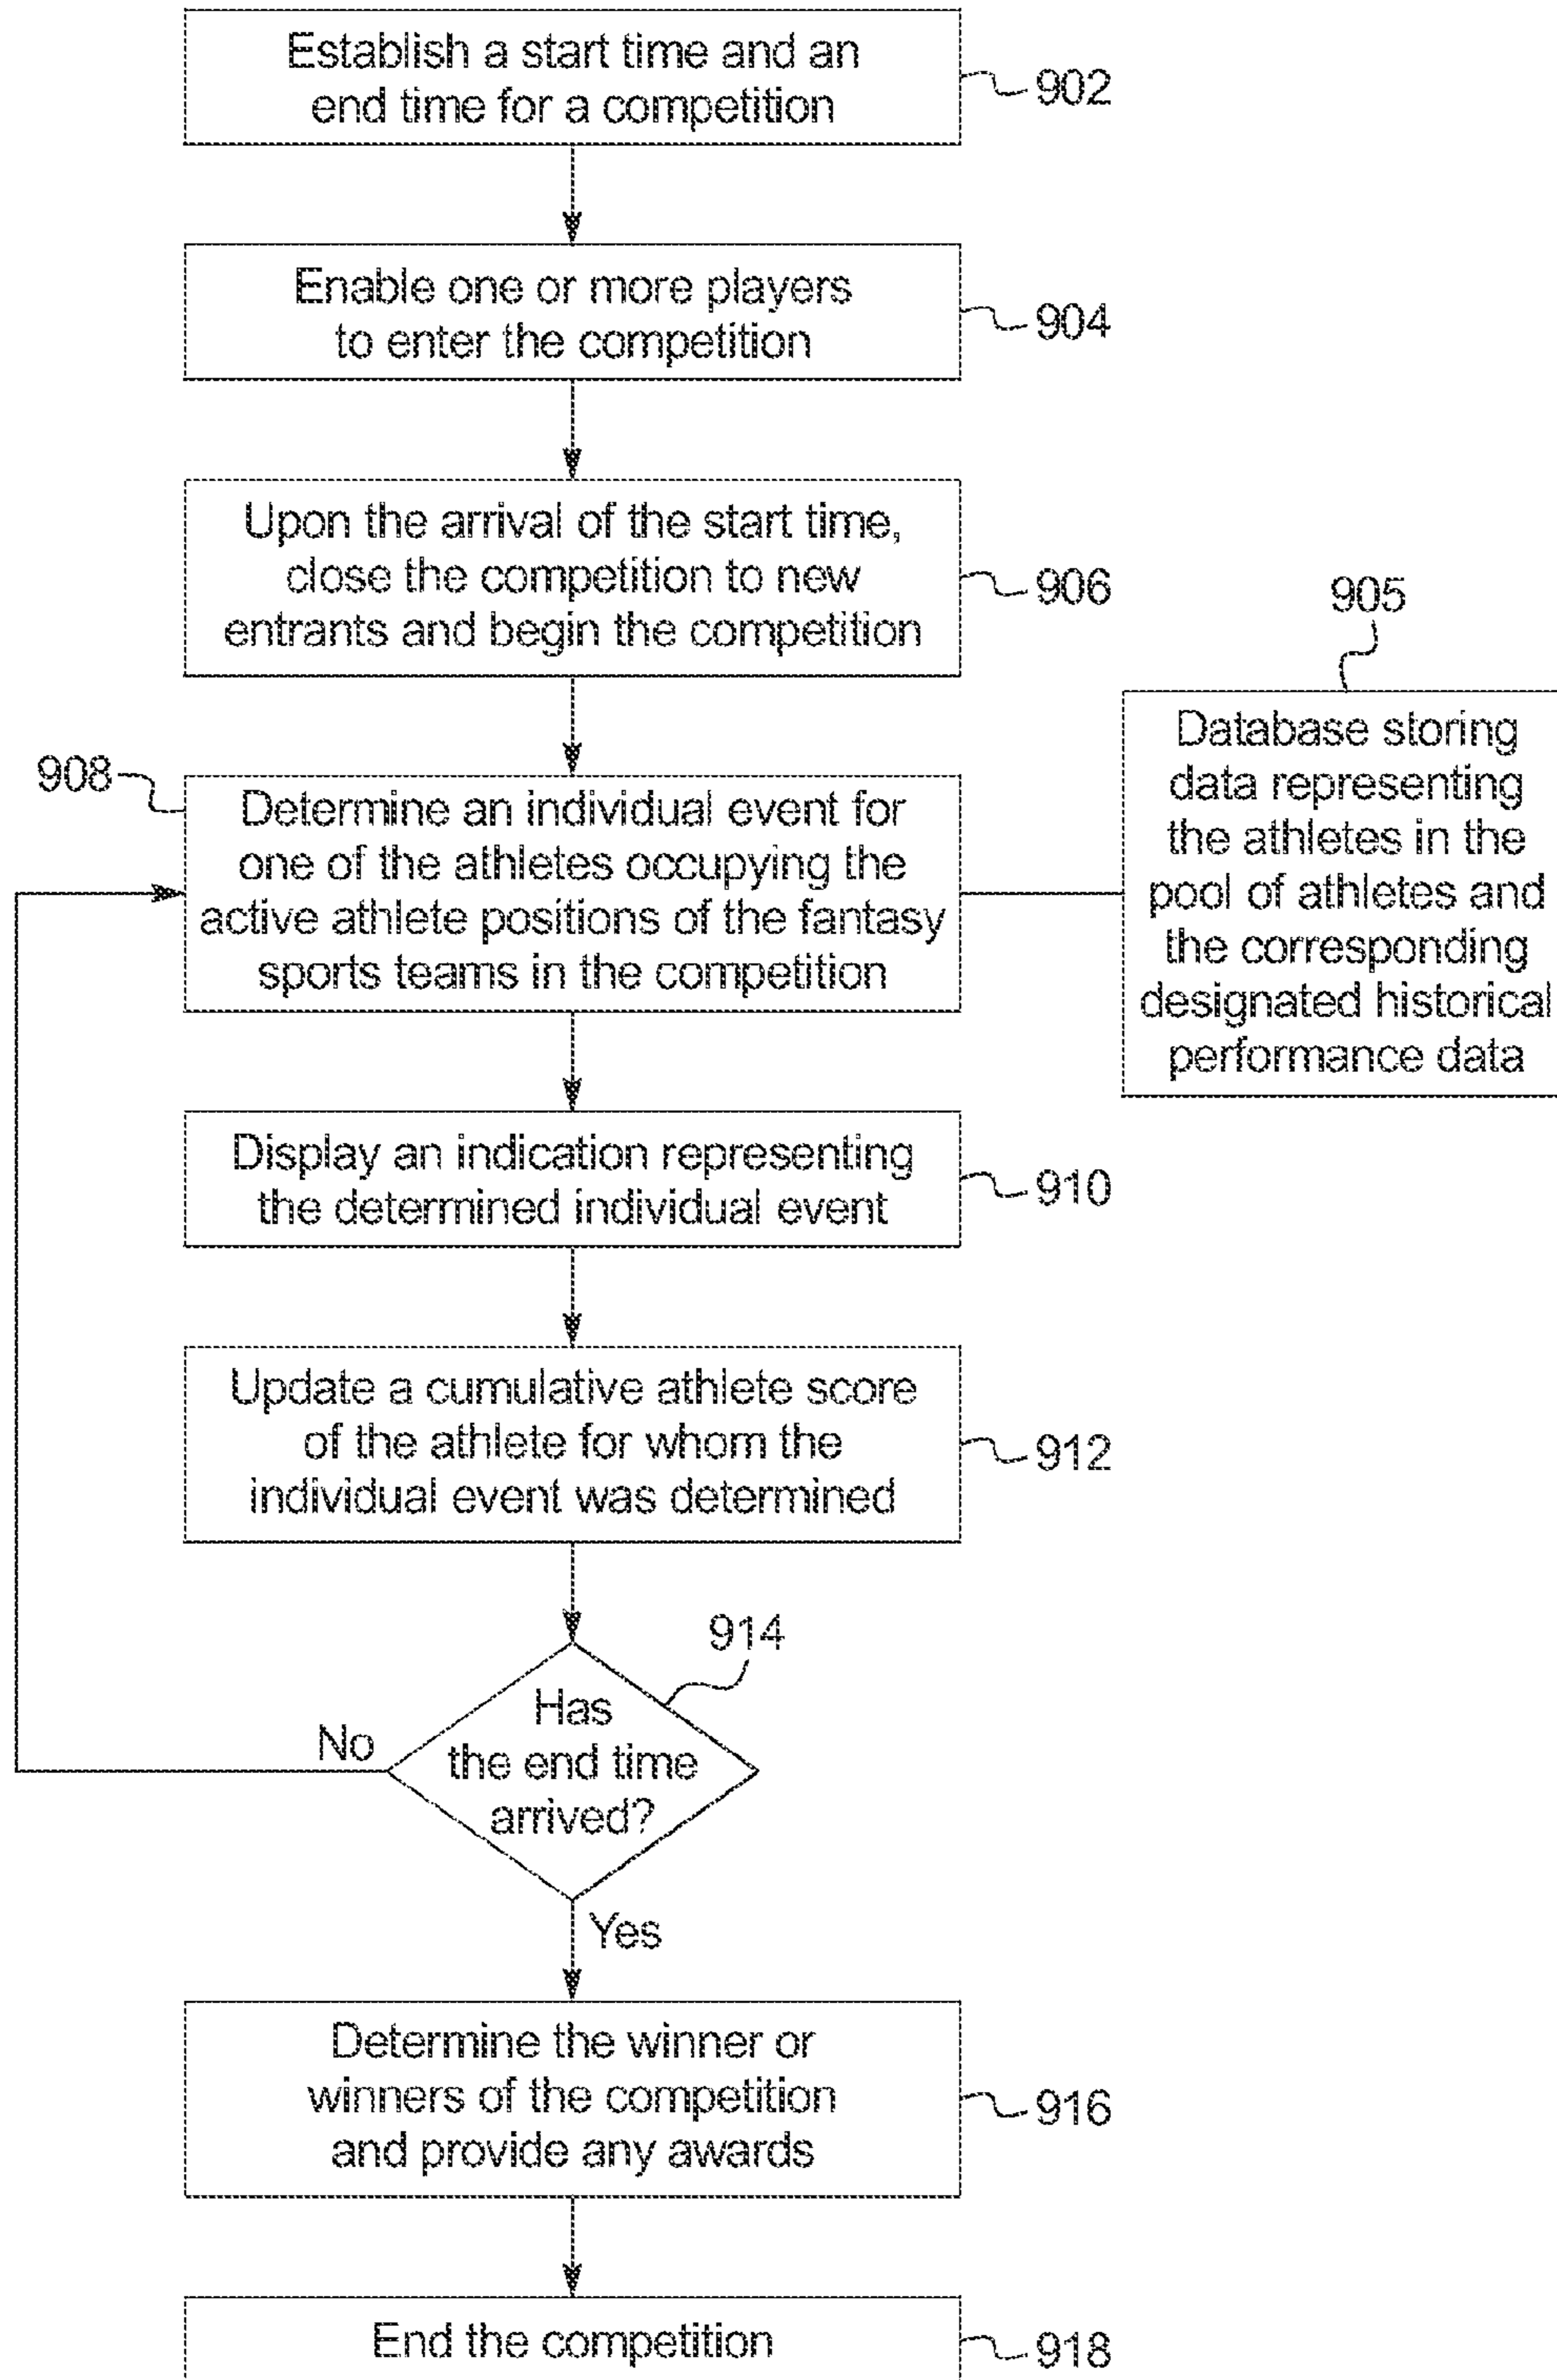 Establish a start time and an
end time for a competition
902
Enable one or more players
to enter the competition
904
Upon the arrival of the start time,
close the competition to new
entrants and begin the competition
906
905
Database storing
data representing
the athletes in the
pool of athletes and
the corresponding
designated historical
performance data
908
Determine an individual event for
one of the athletes occupying the
active athlete positions of the fantasy
sports teams in the competition
Display an indication representing
the determined individual event
910
Update a cumulative athlete score
of the athlete for whom the
individual event was determined
912
914
Has
the end time
arrived?
No
Yes
Determine the winner or
winners of the competition
and provide any awards
916
End the competition
918